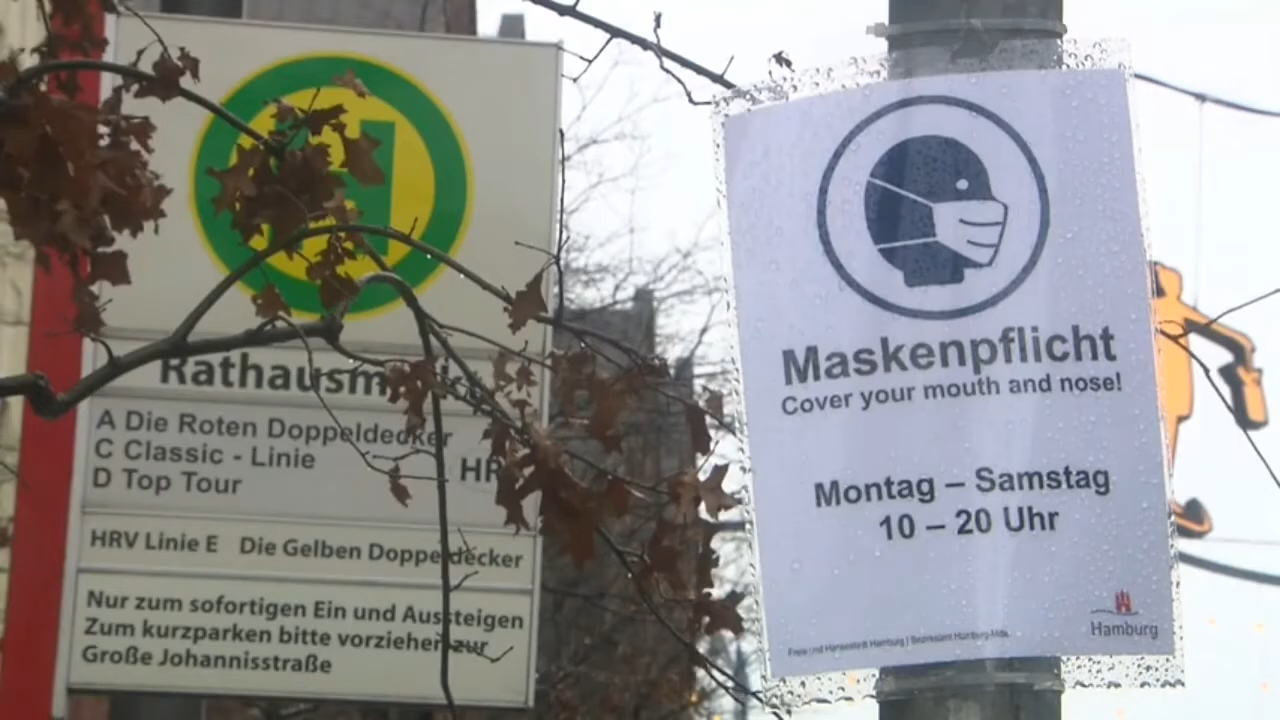 H
A Die Roten Doppeldecker
C Classic - Linie
D Top Tour
HRV Linie E Die Gelben Doppeldecker
Nur zum sofortigen Ein und Aussteigen
Zum kurzparken bitte vorziehen zur
Große Johannisstraße
Maskenpflicht
Cover your mouth and nose!
Montag – Samstag
10 – 20 Uhr
Hamburg
Freie und Hansestadt Hamburg | Bezirksamt Hamburg-Mitte